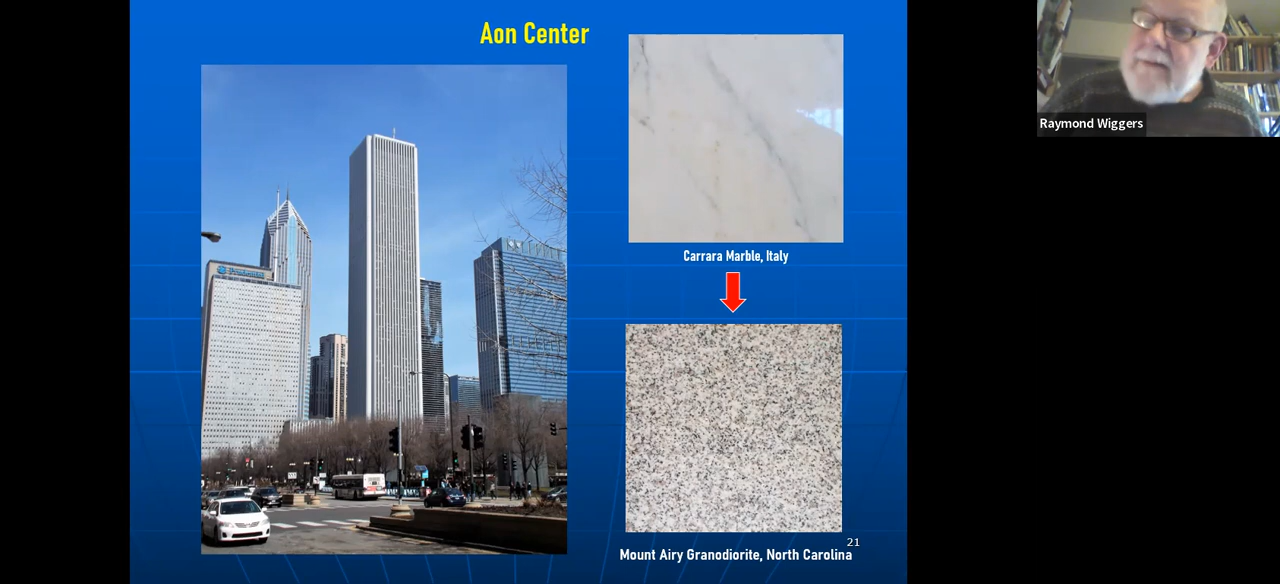 Aon Center
Carrara Marble, Italy
Mount Airy Granodiorite, North Carolina
21
Raymond Wiggers